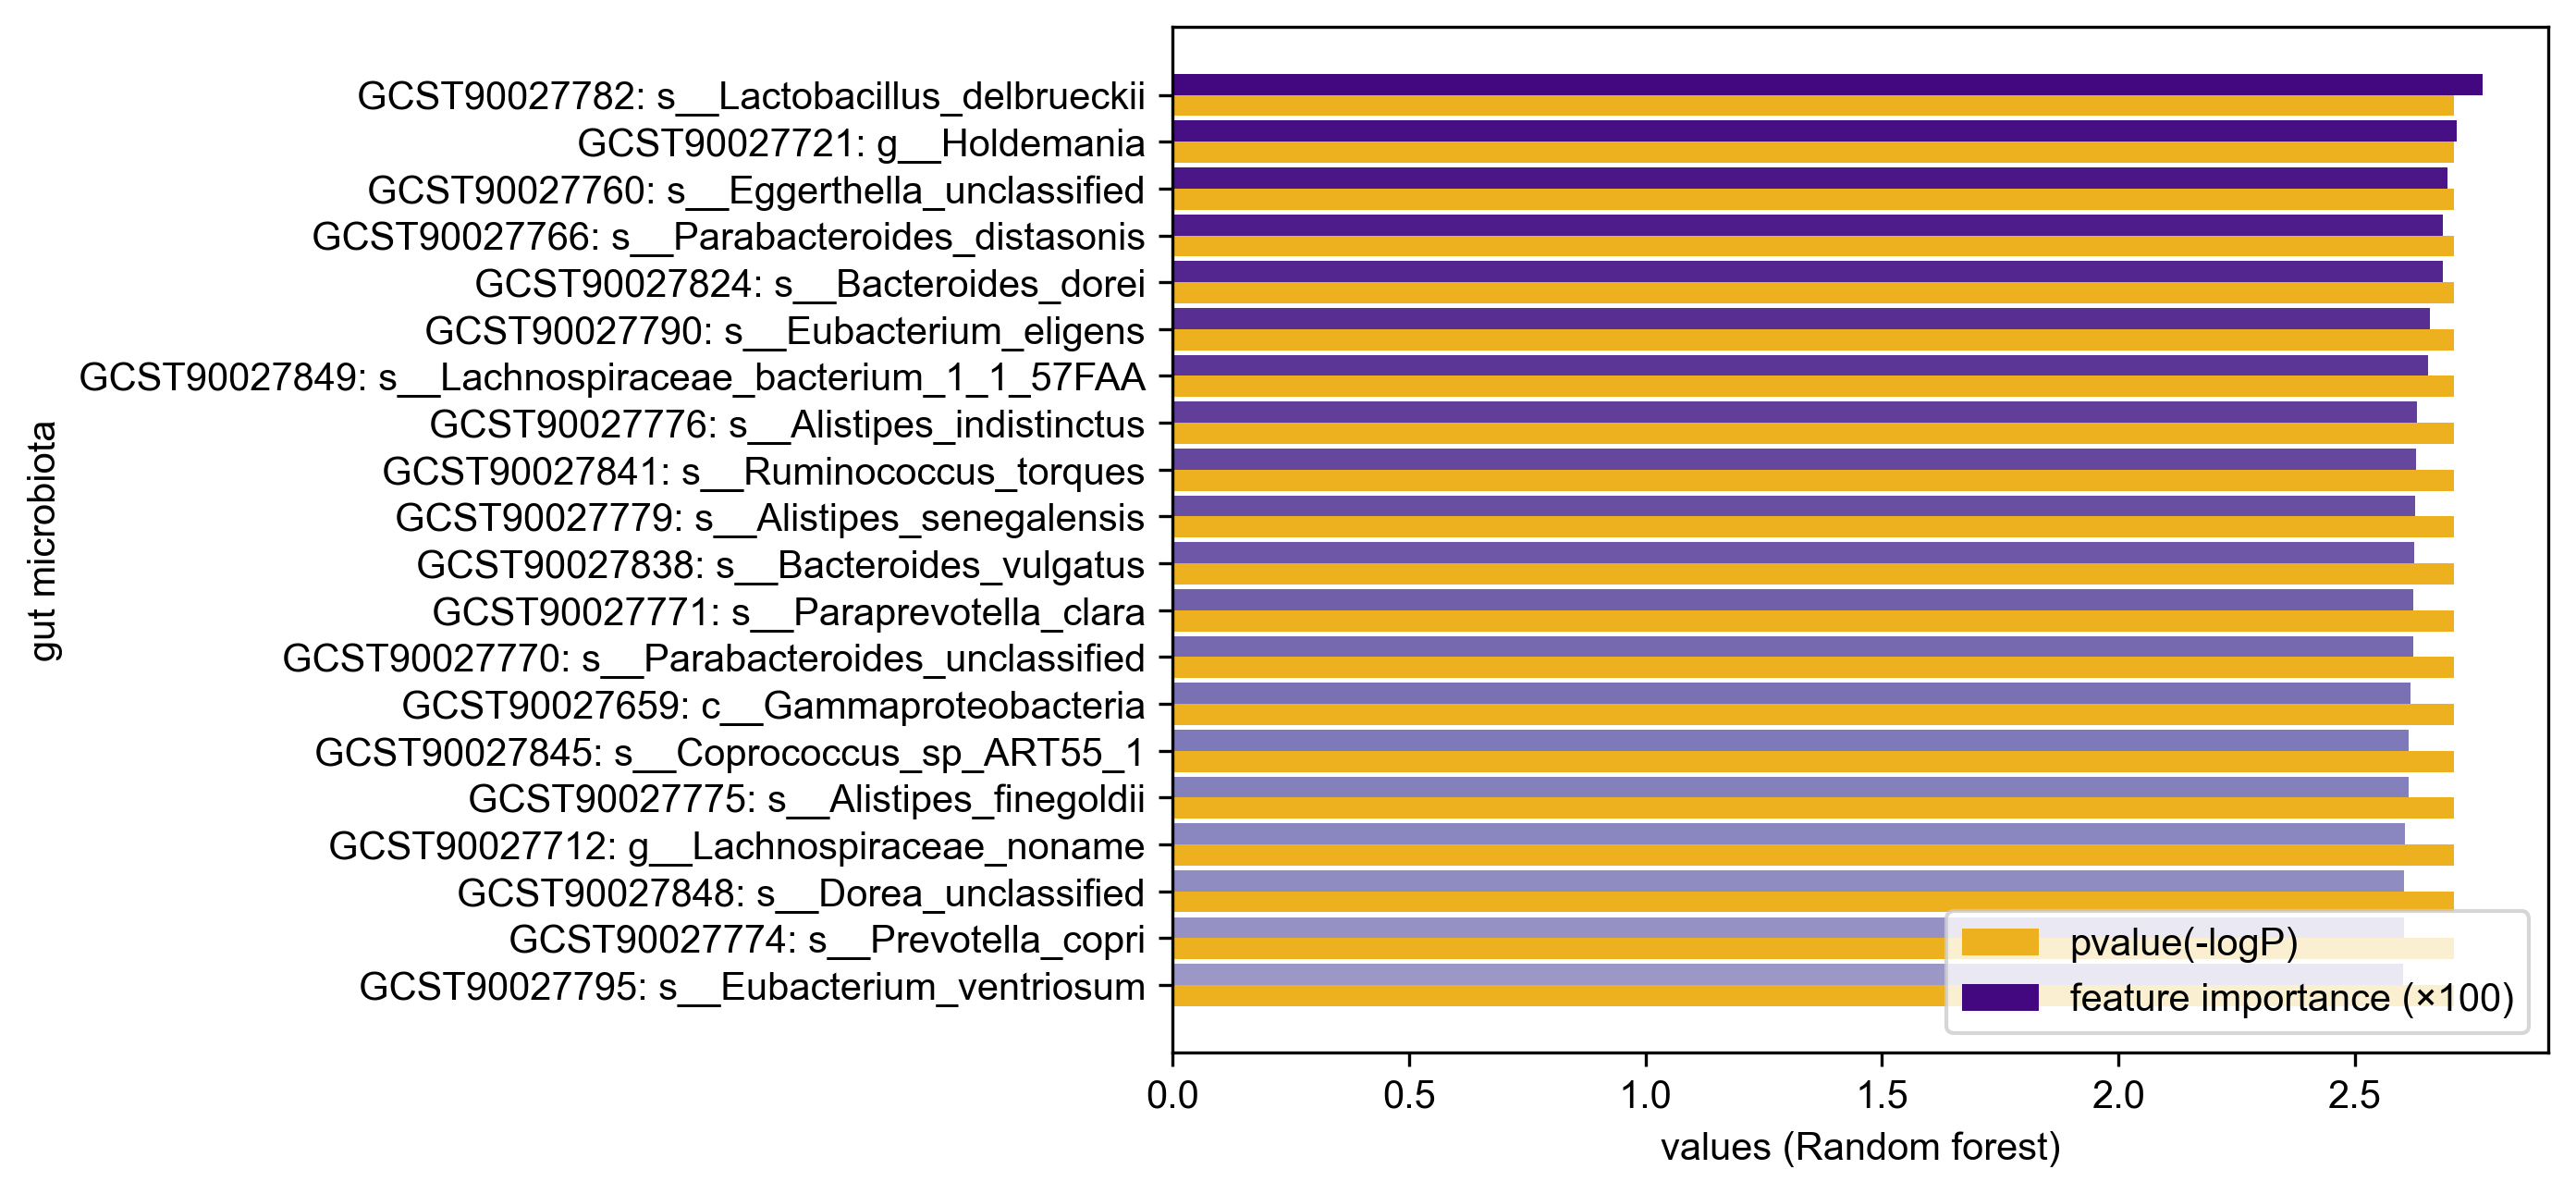 GCST90027782: s__Lactobacillus_delbrueckii
GCST90027721: g__Holdemania
GCST90027760: s__Eggerthella_unclassified
GCST90027766: s__Parabacteroides_distasonis
GCST90027824: s__Bacteroides_dorei
GCST90027790: s__Eubacterium_eligens
GCST90027849: s__Lachnospiraceae_bacterium_1_1_57FAA
GCST90027776: s__Alistipes_indistinctus
GCST90027841: s__Ruminococcus_torques
GCST90027779: s__Alistipes_senegalensis
GCST90027838: s__Bacteroides_vulgatus
GCST90027771: s__Paraprevotella_clara
GCST90027770: s__Parabacteroides_unclassified
GCST90027659: c__Gammaproteobacteria
GCST90027845: s__Coprococcus_sp_ART55_1
GCST90027775: s__Alistipes_finegoldii
GCST90027712: g__Lachnospiraceae_noname
GCST90027848: s__Dorea_unclassified
GCST90027774: s__Prevotella_copri
GCST90027795: s__Eubacterium_ventriosum
gut microbiota
pvalue(-logP)
feature importance (×100)
0.0 0.5 1.0 1.5 2.0 2.5
values (Random forest)